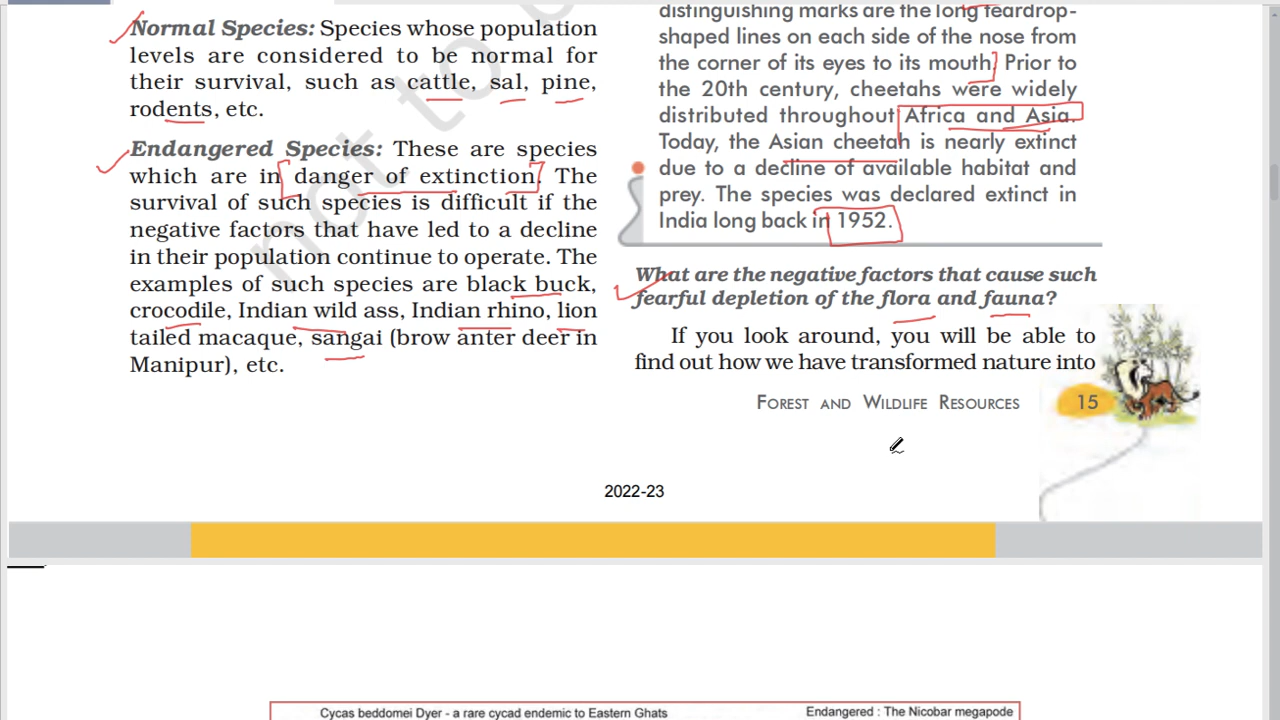 Normal Species: Species whose population
levels are considered to be normal for
their survival, such as cattle, sal, pine,
rodents, etc.
Endangered Species: These are species
which are in danger of extinction. The
survival of such species is difficult if the
negative factors that have led to a decline
in their population continue to operate. The
examples of such species are black buck,
crocodile, Indian wild ass, Indian rhino, lion
tailed macaque, sangai (brow anter deer in
Manipur), etc.
not to b
distinguishing marks are the long teardrop-
shaped lines on each side of the nose from
the corner of its eyes to its mouth. Prior to
the 20th century, cheetahs were widely
distributed throughout Africa and Asia.
Today, the Asian cheetah is nearly extinct
due to a decline of available habitat and
prey. The species was declared extinct in
India long back in 1952.
What are the negative factors that cause such
fearful depletion of the flora and fauna?
If you look around, you will be able to
find out how we have transformed nature into
FOREST AND WILDLIFE RESOURCES 15
2022-23
Cycas beddomei Dyer - a rare cycad endemic to Eastern Ghats
Endangered : The Nicobar megapode